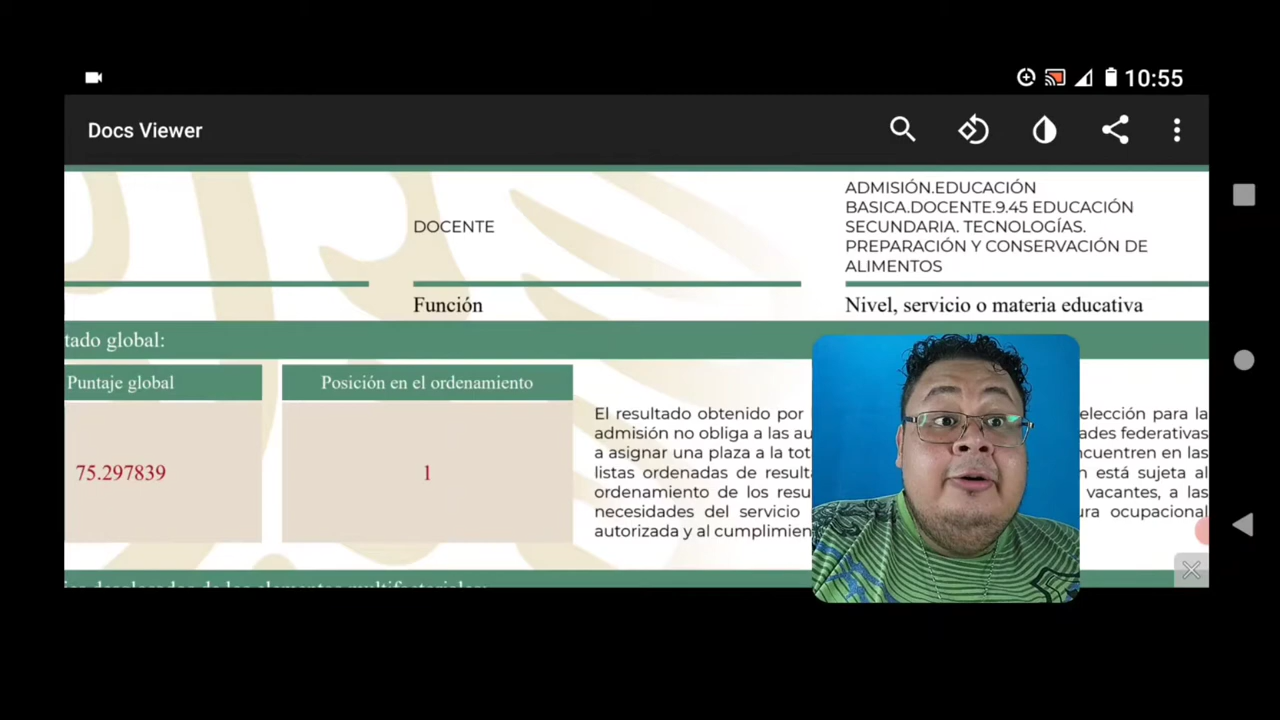 10:55
Docs Viewer
DOCENTE
ADMISIÓN.EDUCACIÓN
BASICA.DOCENTE.9.45 EDUCACIÓN
SECUNDARIA. TECNOLOGÍAS.
PREPARACIÓN Y CONSERVACIÓN DE
ALIMENTOS
Función
Nivel, servicio o materia educativa
tado global:
Puntaje global
Posición en el ordenamiento
75.297839
1
El resultado obtenido por elección para la
admisión no obliga a las au ades federativas
a asignar una plaza a la tot ncuentren en las
listas ordenadas de result n está sujeta al
ordenamiento de los resu vacantes, a las
necesidades del servicio ura ocupacional
autorizada y al cumplimien